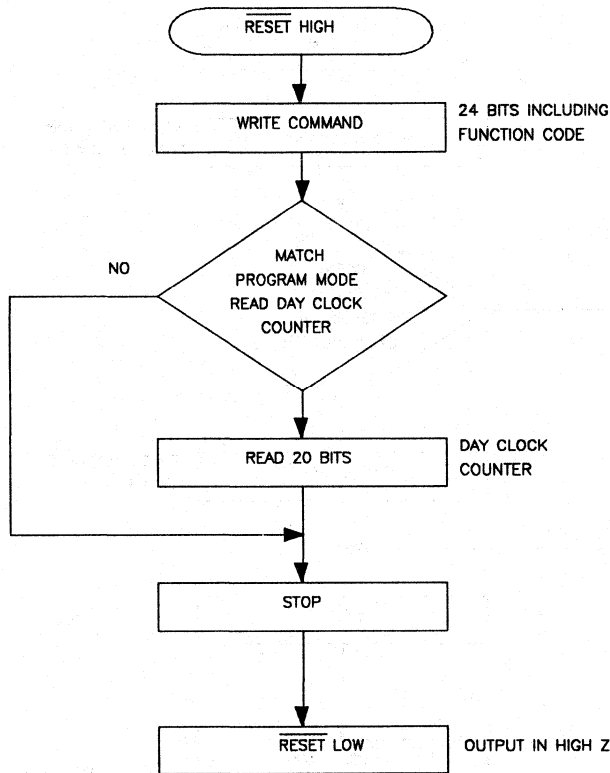 RESET HIGH
WRITE COMMAND
24 BITS INCLUDING
FUNCTION CODE
MATCH
PROGRAM MODE
READ DAY CLOCK
COUNTER
NO
READ 20 BITS
DAY CLOCK
COUNTER
STOP
RESET LOW
OUTPUT IN HIGH Z